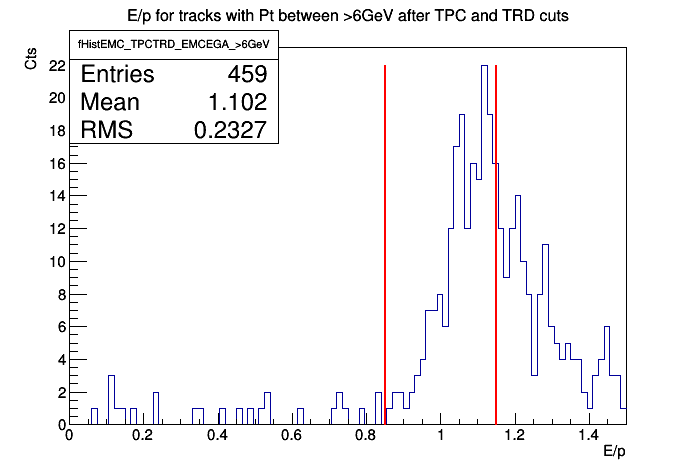 E/p for tracks with Pt between >6GeV after TPC and TRD cuts
Cts
fHistEMC_TPCTRD_EMCEGA_>6GeV
Entries 459
Mean 1.102
RMS 0.2327
22
20
18
16
14
12
10
8
6
4
2
0
0 0.2 0.4 0.6 0.8 1 1.2 1.4
E/p